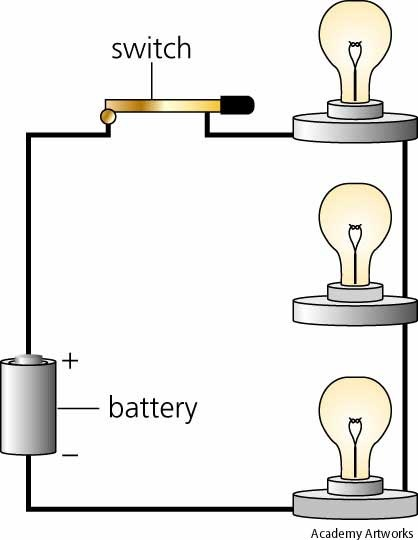 switch
+
battery
–
Academy Artworks